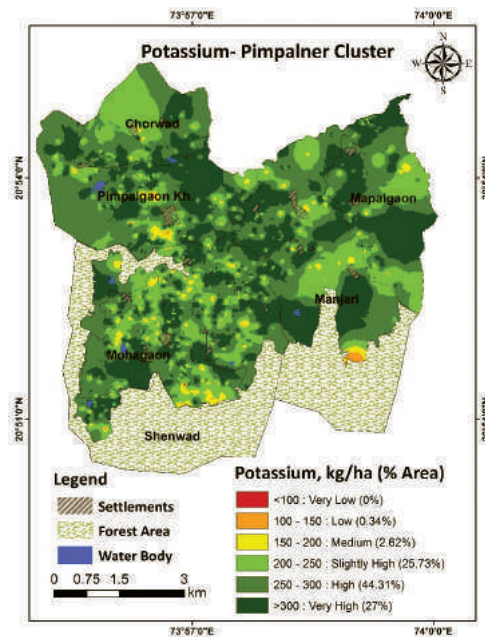 73°57'0"E
74°0'0"E
Potassium- Pimpalner Cluster
N
W
E
S
Chorwad
20°54'0"N
Pimpalgaon Kh.
Mapalgaon
Manjari
Mohagaon
20°51'0"N
Shenwad
Legend
Settlements
Forest Area
Water Body
0 0.75 1.5 3
km
Potassium, kg/ha (% Area)
<100 : Very Low (0%)
100 - 150 : Low (0.34%)
150 - 200 : Medium (2.62%)
200 - 250 : Slightly High (25.73%)
250 - 300 : High (44.31%)
>300 : Very High (27%)
73°57'0"E
74°0'0"E